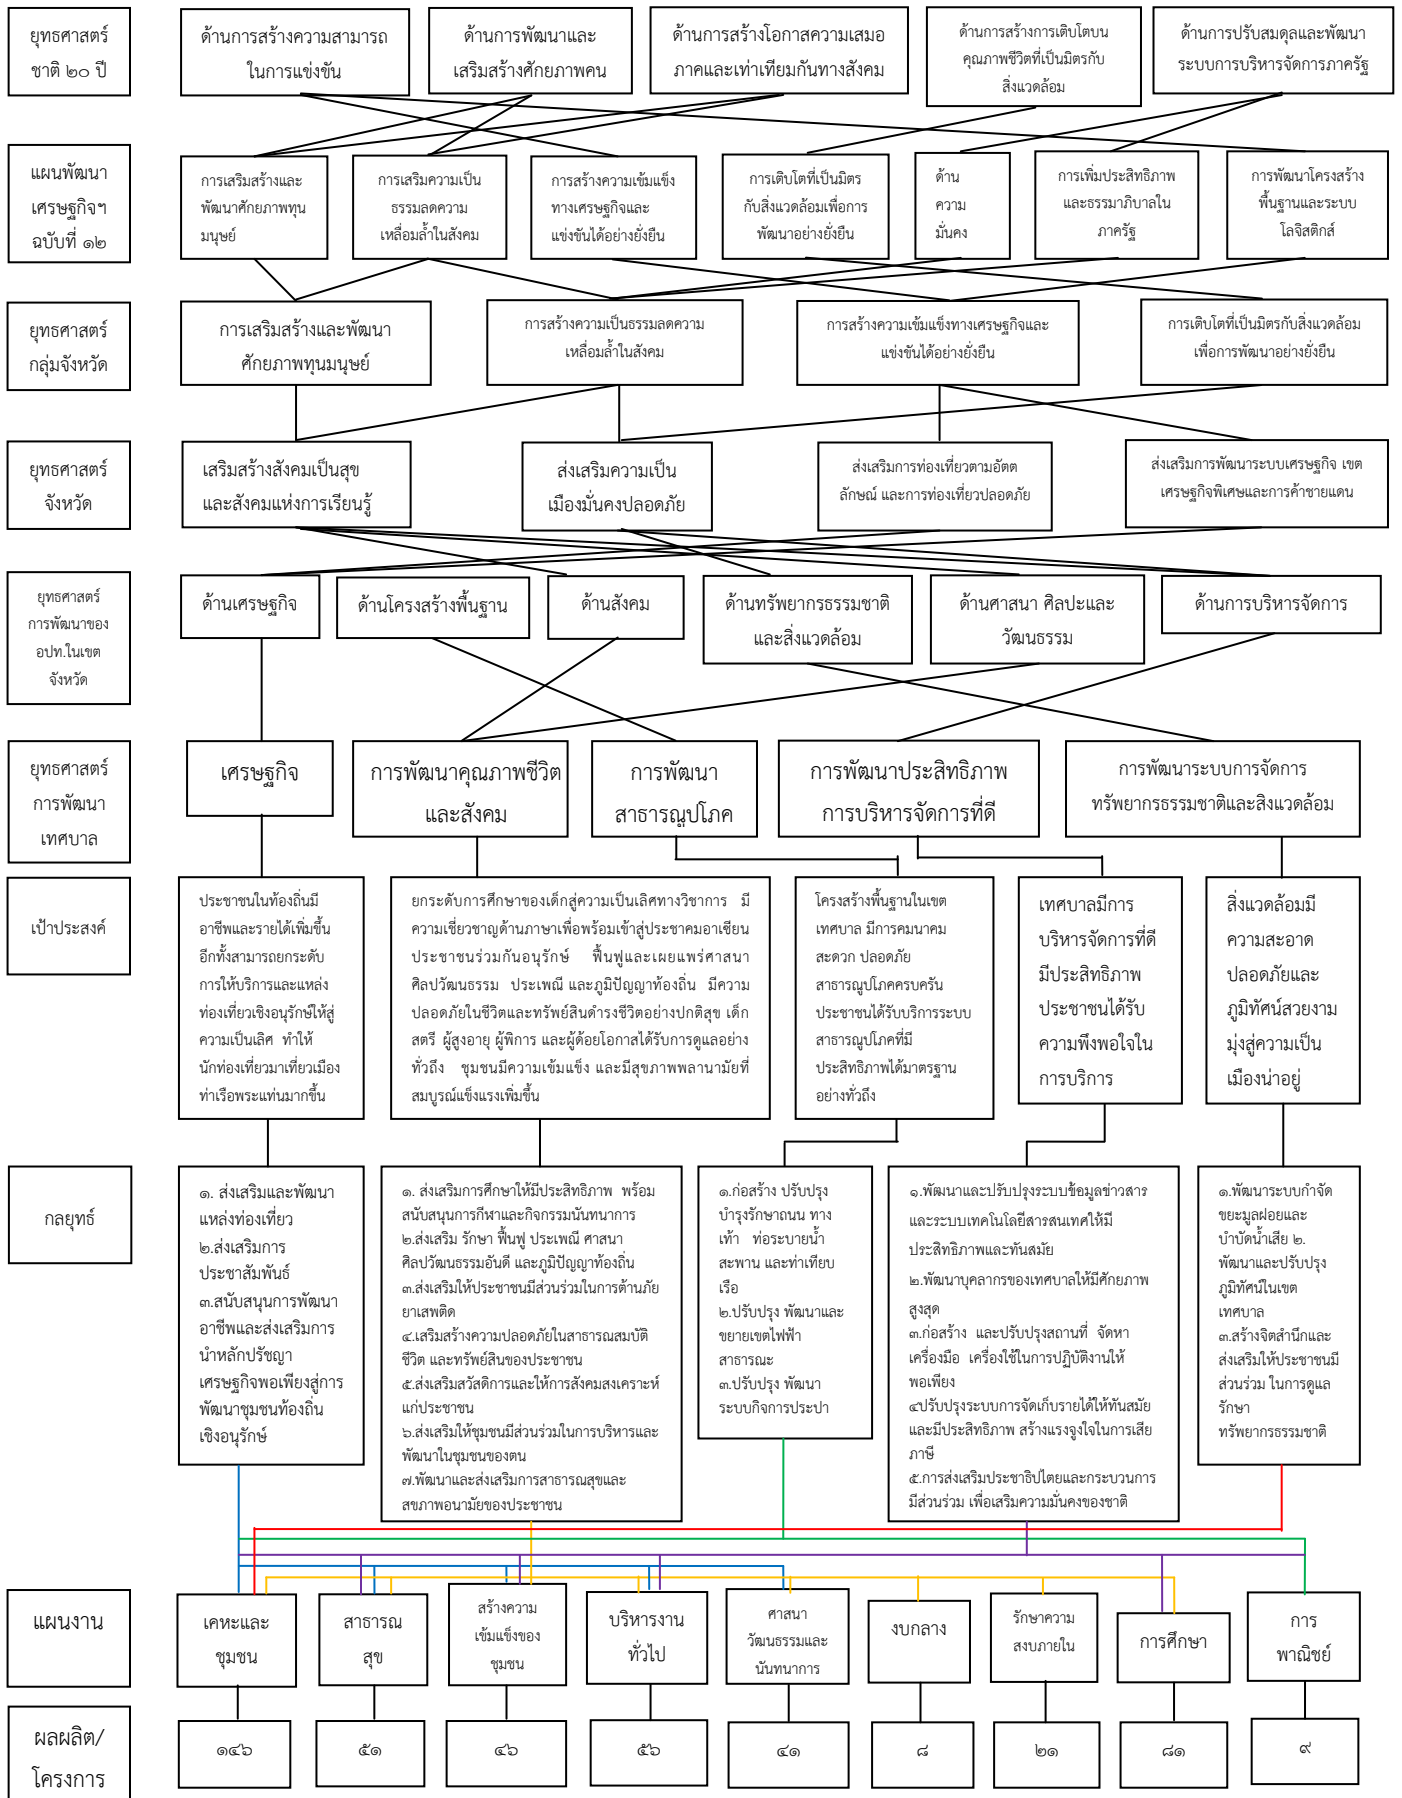 ยุทธศาสตร์
ชาติ ๒๐ ปี
ด้านการสร้างความสามารถ
ในการแข่งขัน
ด้านการพัฒนาและ
เสริมสร้างศักยภาพคน
ด้านการสร้างโอกาสความเสมอ
ภาคและเท่าเทียมกันทางสังคม
ด้านการสร้างการเติบโตบน
คุณภาพชีวิตที่เป็นมิตรกับ
สิ่งแวดล้อม
ด้านการปรับสมดุลและพัฒนา
ระบบการบริหารจัดการภาครัฐ
แผนพัฒนา
เศรษฐกิจฯ
ฉบับที่ ๑๒
การเสริมสร้างและ
พัฒนาศักยภาพทุน
มนุษย์
การเสริมความเป็น
ธรรมลดความ
เหลื่อมล้ำในสังคม
การสร้างความเข้มแข็ง
ทางเศรษฐกิจและ
แข่งขันได้อย่างยั่งยืน
การเติบโตที่เป็นมิตร
กับสิ่งแวดล้อมเพื่อการ
พัฒนาอย่างยั่งยืน
ด้าน
ความ
มั่นคง
การเพิ่มประสิทธิภาพ
และธรรมาภิบาลใน
ภาครัฐ
การพัฒนาโครงสร้าง
พื้นฐานและระบบ
โลจิสติกส์
ยุทธศาสตร์
กลุ่มจังหวัด
การเสริมสร้างและพัฒนา
ศักยภาพทุนมนุษย์
การสร้างความเป็นธรรมลดความ
เหลื่อมล้ำในสังคม
การสร้างความเข้มแข็งทางเศรษฐกิจและ
แข่งขันได้อย่างยั่งยืน
การเติบโตที่เป็นมิตรกับสิ่งแวดล้อม
เพื่อการพัฒนาอย่างยั่งยืน
ยุทธศาสตร์
จังหวัด
เสริมสร้างสังคมเป็นสุข
และสังคมแห่งการเรียนรู้
ส่งเสริมความเป็น
เมืองมั่นคงปลอดภัย
ส่งเสริมการท่องเที่ยวตามอัตต
ลักษณ์ และการท่องเที่ยวปลอดภัย
ส่งเสริมการพัฒนาระบบเศรษฐกิจ เขต
เศรษฐกิจพิเศษและการค้าชายแดน
ยุทธศาสตร์
การพัฒนาของ
อปท.ในเขต
จังหวัด
ด้านเศรษฐกิจ
ด้านโครงสร้างพื้นฐาน
ด้านสังคม
ด้านทรัพยากรธรรมชาติ
และสิ่งแวดล้อม
ด้านศาสนา ศิลปะและ
วัฒนธรรม
ด้านการบริหารจัดการ
ยุทธศาสตร์
การพัฒนา
เทศบาล
เศรษฐกิจ
การพัฒนาคุณภาพชีวิต
และสังคม
การพัฒนา
สาธารณูปโภค
การพัฒนาประสิทธิภาพ
การบริหารจัดการที่ดี
การพัฒนาระบบการจัดการ
ทรัพยากรธรรมชาติและสิงแวดล้อม
เป้าประสงค์
ประชาชนในท้องถิ่นมี
อาชีพและรายได้เพิ่มขึ้น
อีกทั้งสามารถยกระดับ
การให้บริการและแหล่ง
ท่องเที่ยวเชิงอนุรักษ์ให้สู่
ความเป็นเลิศ ทำให้
นักท่องเที่ยวมาเที่ยวเมือง
ท่าเรือพระแท่นมากขึ้น
ยกระดับการศึกษาของเด็กสู่ความเป็นเลิศทางวิชาการ มี
ความเชี่ยวชาญด้านภาษาเพื่อพร้อมเข้าสู่ประชาคมอาเซียน
ประชาชนร่วมกันอนุรักษ์ ฟื้นฟูและเผยแพร่ศาสนา
ศิลปวัฒนธรรม ประเพณี และภูมิปัญญาท้องถิ่น มีความ
ปลอดภัยในชีวิตและทรัพย์สินดำรงชีวิตอย่างปกติสุข เด็ก
สตรี ผู้สูงอายุ ผู้พิการ และผู้ด้อยโอกาสได้รับการดูแลอย่าง
ทั่วถึง ชุมชนมีความเข้มแข็ง และมีสุขภาพพลานามัยที่
สมบูรณ์แข็งแรงเพิ่มขึ้น
โครงสร้างพื้นฐานในเขต
เทศบาล มีการคมนาคม
สะดวก ปลอดภัย
สาธารณูปโภคครบครัน
ประชาชนได้รับบริการระบบ
สาธารณูปโภคที่มี
ประสิทธิภาพได้มาตรฐาน
อย่างทั่วถึง
เทศบาลมีการ
บริหารจัดการที่ดี
มีประสิทธิภาพ
ประชาชนได้รับ
ความพึงพอใจใน
การบริการ
สิ่งแวดล้อมมี
ความสะอาด
ปลอดภัยและ
ภูมิทัศน์สวยงาม
มุ่งสู่ความเป็น
เมืองน่าอยู่
กลยุทธ์
๑. ส่งเสริมและพัฒนา
แหล่งท่องเที่ยว
๒.ส่งเสริมการ
ประชาสัมพันธ์
๓.สนับสนุนการพัฒนา
อาชีพและส่งเสริมการ
นำหลักปรัชญา
เศรษฐกิจพอเพียงสู่การ
พัฒนาชุมชนท้องถิ่น
เชิงอนุรักษ์
๑. ส่งเสริมการศึกษาให้มีประสิทธิภาพ พร้อม
สนับสนุนการกีฬาและกิจกรรมนันทนาการ
๒.ส่งเสริม รักษา ฟื้นฟู ประเพณี ศาสนา
ศิลปวัฒนธรรมอันดี และภูมิปัญญาท้องถิ่น
๓.ส่งเสริมให้ประชาชนมีส่วนร่วมในการต้านภัย
ยาเสพติด
๔.เสริมสร้างความปลอดภัยในสาธารณสมบัติ
ชีวิต และทรัพย์สินของประชาชน
๕.ส่งเสริมสวัสดิการและให้การสังคมสงเคราะห์
แก่ประชาชน
๖.ส่งเสริมให้ชุมชนมีส่วนร่วมในการบริหารและ
พัฒนาในชุมชนของตน
๗.พัฒนาและส่งเสริมการสาธารณสุขและ
สขภาพอนามัยของประชาชน
๑.ก่อสร้าง ปรับปรุง
บำรุงรักษาถนน ทาง
เท้า ท่อระบายน้ำ
สะพาน และท่าเทียบ
เรือ
๒.ปรับปรุง พัฒนาและ
ขยายเขตไฟฟ้า
สาธารณะ
๓.ปรับปรุง พัฒนา
ระบบกิจการประปา
๑.พัฒนาและปรับปรุงระบบข้อมูลข่าวสาร
และระบบเทคโนโลยีสารสนเทศให้มี
ประสิทธิภาพและทันสมัย
๒.พัฒนาบุคลากรของเทศบาลให้มีศักยภาพ
สูงสุด
๓.ก่อสร้าง และปรับปรุงสถานที่ จัดหา
เครื่องมือ เครื่องใช้ในการปฏิบัติงานให้
พอเพียง
๔ปรับปรุงระบบการจัดเก็บรายได้ให้ทันสมัย
และมีประสิทธิภาพ สร้างแรงจูงใจในการเสีย
ภาษี
๕.การส่งเสริมประชาธิปไตยและกระบวนการ
มีส่วนร่วม เพื่อเสริมความมั่นคงของชาติ
๑.พัฒนาระบบกำจัด
ขยะมูลฝอยและ
บำบัดน้ำเสีย ๒.
พัฒนาและปรับปรุง
ภูมิทัศน์ในเขต
เทศบาล
๓.สร้างจิตสำนึกและ
ส่งเสริมให้ประชาชนมี
ส่วนร่วม ในการดูแล
รักษา
ทรัพยากรธรรมชาติ
แผนงาน
เคหะและ
ชุมชน
สาธารณ
สุข
สร้างความ
เข้มแข็งของ
ชุมชน
บริหารงาน
ทั่วไป
ศาสนา
วัฒนธรรมและ
นันทนาการ
งบกลาง
รักษาความ
สงบภายใน
การศึกษา
การ
พาณิชย์
ผลผลิต/
โครงการ
๑๔๖
๕๑
๔๖
๕๖
๔๑
๘
๒๑
๘๑
๙